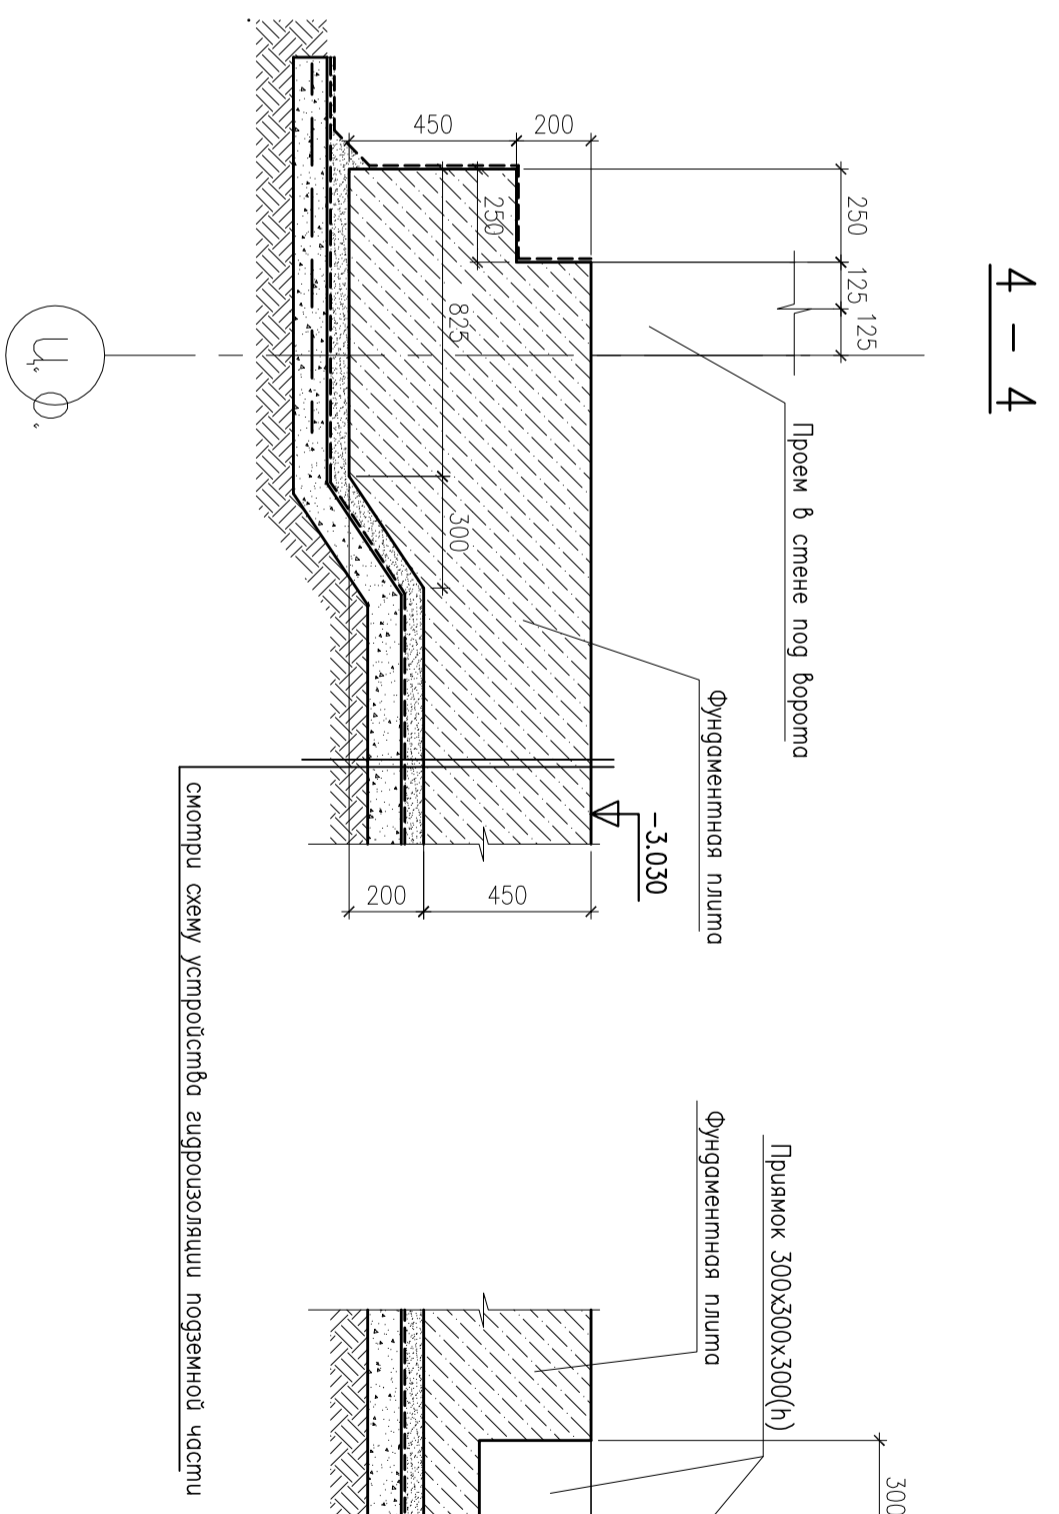 4 – 4
250
125
125
Проем в стене под ворота
Фундаментная плита
-3.030
450
200
250
825
300
200
450
Ц. О.
смотри схему устройства гидроизоляции подземной части
Приямок 300х300х300(h)
Фундаментная плита
300